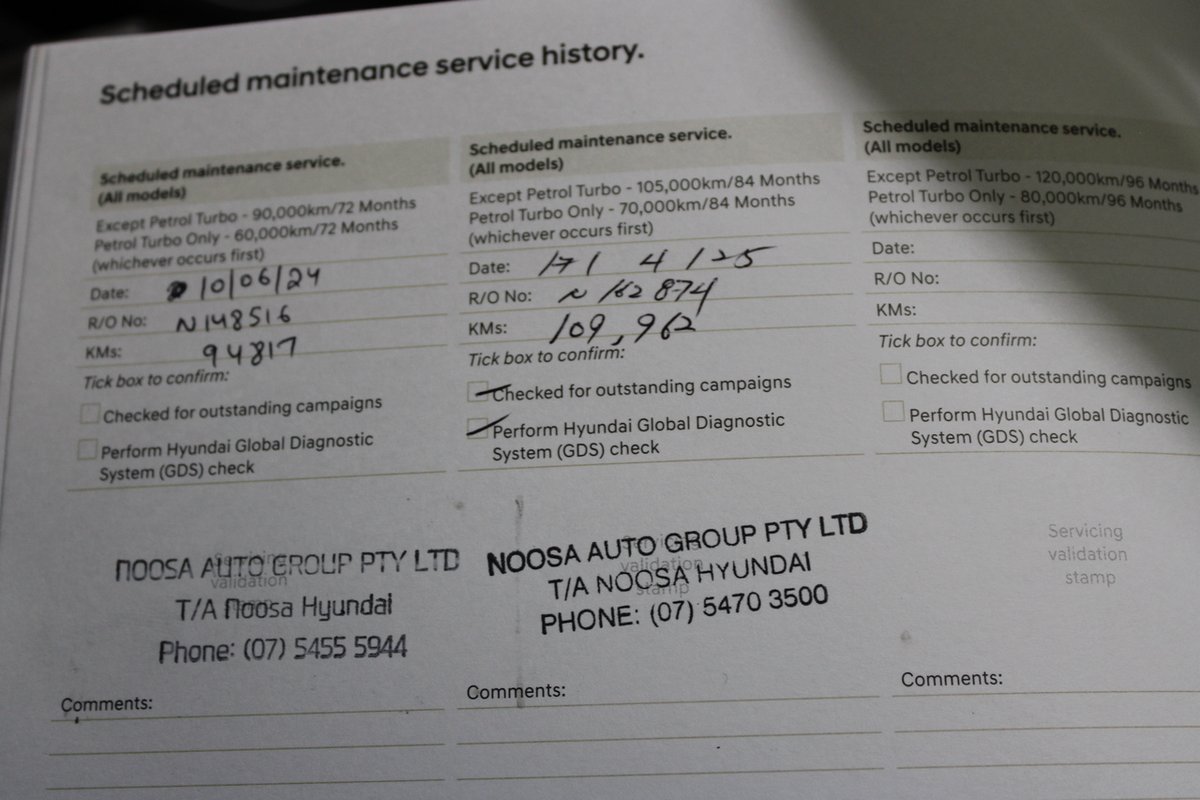 Scheduled maintenance service history.
Scheduled maintenance service.
(All models)
Except Petrol Turbo - 90,000km/72 Months
Petrol Turbo Only - 60,000km/72 Months
(whichever occurs first)
Date: 10/06/24
R/O No: N148516
KMs: 94817
Tick box to confirm:
Checked for outstanding campaigns
Perform Hyundai Global Diagnostic
System (GDS) check
NOOSA AUTO GROUP PTY LTD
validation
T/A Noosa Hyundai
Phone: (07) 5455 5944
Comments:
Scheduled maintenance service.
(All models)
Except Petrol Turbo - 105,000km/84 Months
Petrol Turbo Only - 70,000km/84 Months
(whichever occurs first)
Date: 17/4/25
R/O No: N162874
KMs: 109,962
Tick box to confirm:
Checked for outstanding campaigns
Perform Hyundai Global Diagnostic
System (GDS) check
NOOSA AUTO GROUP PTY LTD
validation
T/A NOOSA HYUNDAI
stamp
PHONE: (07) 5470 3500
Comments:
Scheduled maintenance service.
(All models)
Except Petrol Turbo - 120,000km/96 Months
Petrol Turbo Only - 80,000km/96 Months
(whichever occurs first)
Date:
R/O No:
KMs:
Tick box to confirm:
Checked for outstanding campaigns
Perform Hyundai Global Diagnostic
System (GDS) check
Servicing
validation
stamp
Comments: